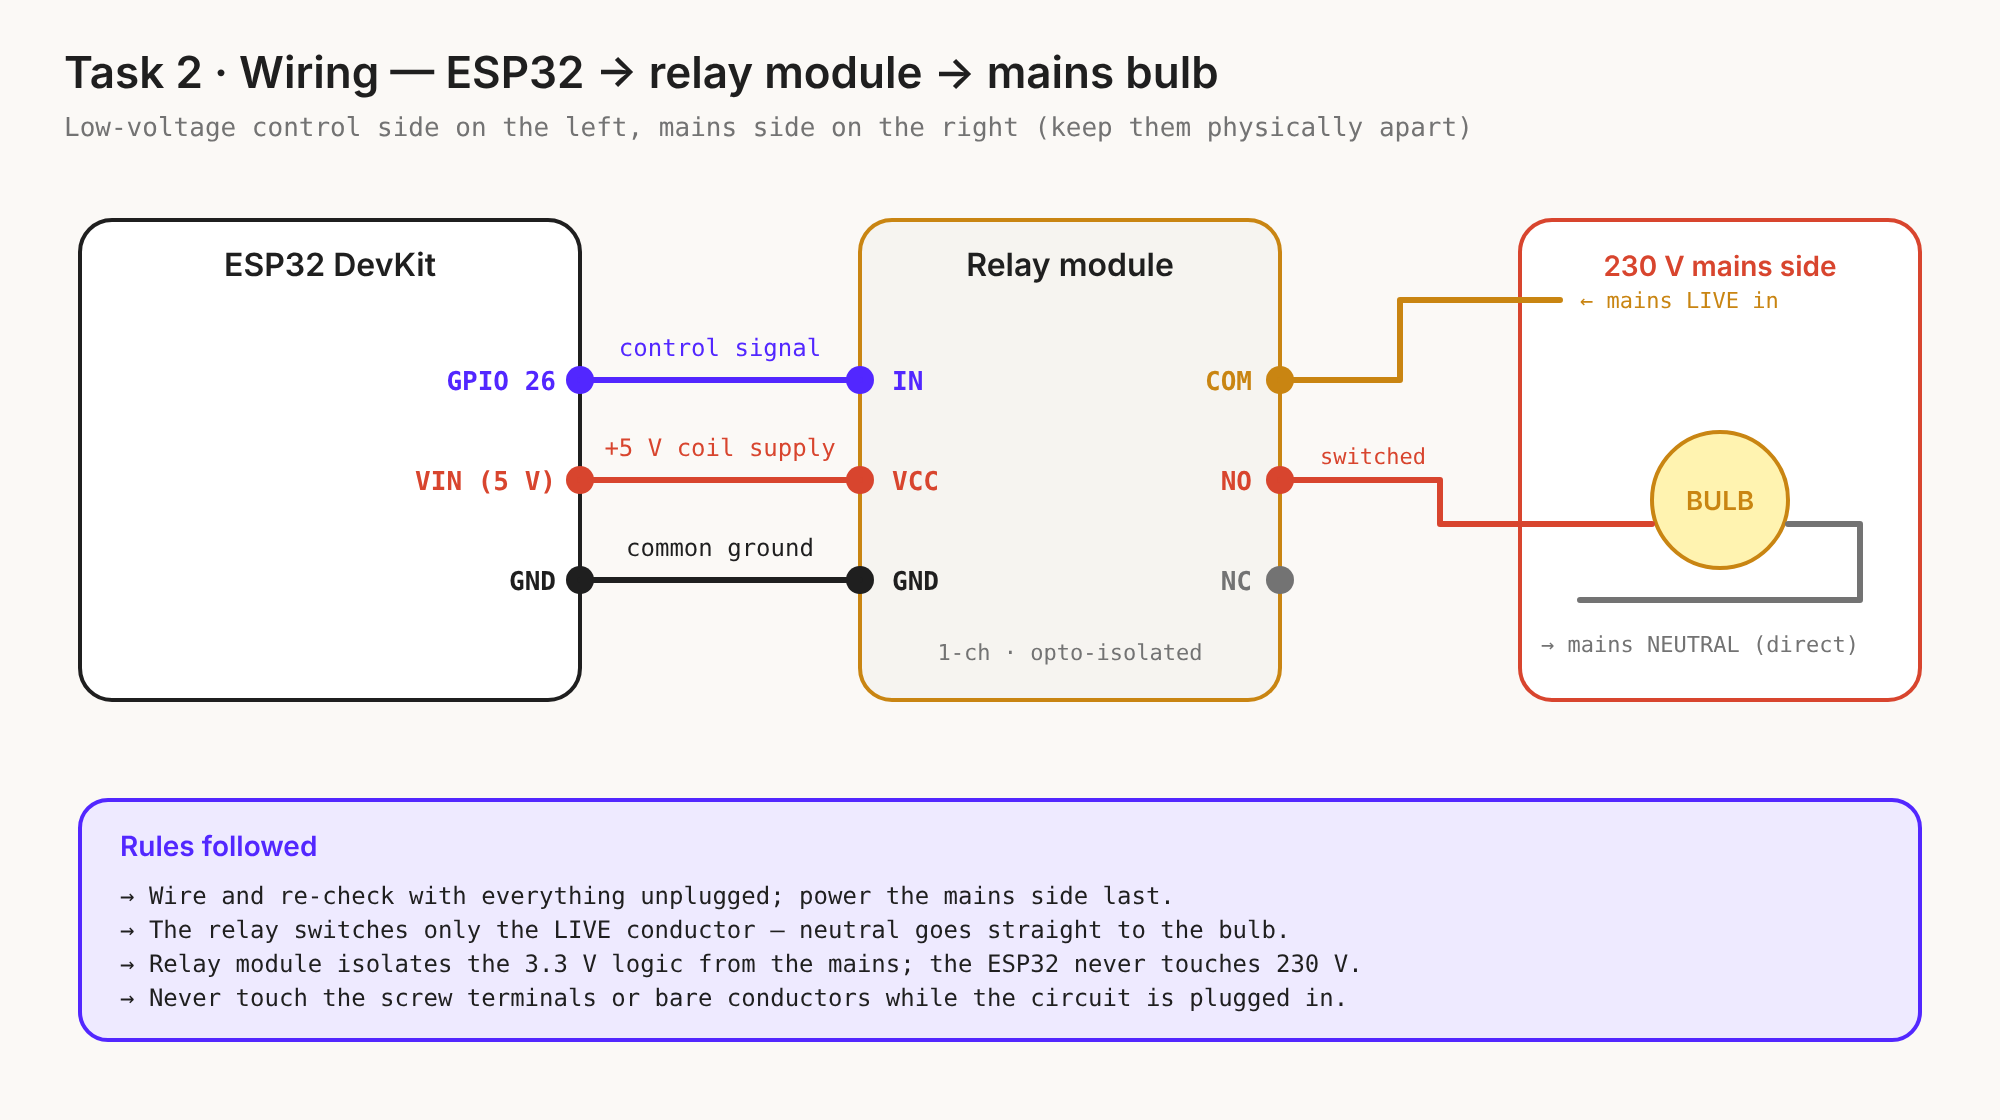 Task 2 · Wiring — ESP32 → relay module → mains bulb
Low-voltage control side on the left, mains side on the right (keep them physically apart)
ESP32 DevKit
GPIO 26
VIN (5 V)
GND
control signal
+5 V coil supply
common ground
Relay module
IN
VCC
GND
COM
NO
NC
1-ch · opto-isolated
switched
230 V mains side
← mains LIVE in
BULB
→ mains NEUTRAL (direct)
Rules followed
→ Wire and re-check with everything unplugged; power the mains side last.
→ The relay switches only the LIVE conductor — neutral goes straight to the bulb.
→ Relay module isolates the 3.3 V logic from the mains; the ESP32 never touches 230 V.
→ Never touch the screw terminals or bare conductors while the circuit is plugged in.